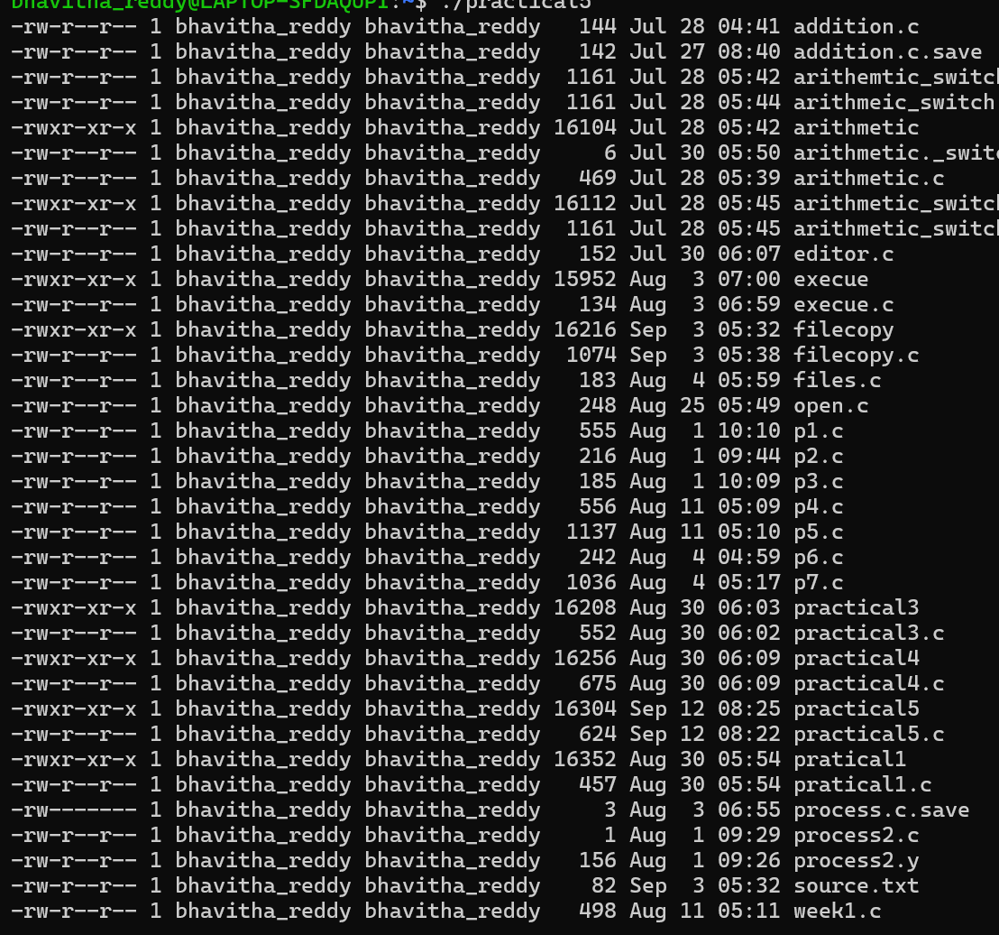 bhavitha_reddy@LAPTOP-SFDAQUPI:~$ ./practical5
-rw-r--r-- 1 bhavitha_reddy bhavitha_reddy   144 Jul 28 04:41 addition.c
-rw-r--r-- 1 bhavitha_reddy bhavitha_reddy   142 Jul 27 08:40 addition.c.save
-rw-r--r-- 1 bhavitha_reddy bhavitha_reddy  1161 Jul 28 05:42 arithemtic_switch
-rw-r--r-- 1 bhavitha_reddy bhavitha_reddy  1161 Jul 28 05:44 arithmeic_switch
-rwxr-xr-x 1 bhavitha_reddy bhavitha_reddy 16104 Jul 28 05:42 arithmetic
-rw-r--r-- 1 bhavitha_reddy bhavitha_reddy     6 Jul 30 05:50 arithmetic._switc
-rw-r--r-- 1 bhavitha_reddy bhavitha_reddy   469 Jul 28 05:39 arithmetic.c
-rwxr-xr-x 1 bhavitha_reddy bhavitha_reddy 16112 Jul 28 05:45 arithmetic_switch
-rw-r--r-- 1 bhavitha_reddy bhavitha_reddy  1161 Jul 28 05:45 arithmetic_switch
-rw-r--r-- 1 bhavitha_reddy bhavitha_reddy   152 Jul 30 06:07 editor.c
-rwxr-xr-x 1 bhavitha_reddy bhavitha_reddy 15952 Aug  3 07:00 execue
-rw-r--r-- 1 bhavitha_reddy bhavitha_reddy   134 Aug  3 06:59 execue.c
-rwxr-xr-x 1 bhavitha_reddy bhavitha_reddy 16216 Sep  3 05:32 filecopy
-rw-r--r-- 1 bhavitha_reddy bhavitha_reddy  1074 Sep  3 05:38 filecopy.c
-rw-r--r-- 1 bhavitha_reddy bhavitha_reddy   183 Aug  4 05:59 files.c
-rw-r--r-- 1 bhavitha_reddy bhavitha_reddy   248 Aug 25 05:49 open.c
-rw-r--r-- 1 bhavitha_reddy bhavitha_reddy   555 Aug  1 10:10 p1.c
-rw-r--r-- 1 bhavitha_reddy bhavitha_reddy   216 Aug  1 09:44 p2.c
-rw-r--r-- 1 bhavitha_reddy bhavitha_reddy   185 Aug  1 10:09 p3.c
-rw-r--r-- 1 bhavitha_reddy bhavitha_reddy   556 Aug 11 05:09 p4.c
-rw-r--r-- 1 bhavitha_reddy bhavitha_reddy  1137 Aug 11 05:10 p5.c
-rw-r--r-- 1 bhavitha_reddy bhavitha_reddy   242 Aug  4 04:59 p6.c
-rw-r--r-- 1 bhavitha_reddy bhavitha_reddy  1036 Aug  4 05:17 p7.c
-rwxr-xr-x 1 bhavitha_reddy bhavitha_reddy 16208 Aug 30 06:03 practical3
-rw-r--r-- 1 bhavitha_reddy bhavitha_reddy   552 Aug 30 06:02 practical3.c
-rwxr-xr-x 1 bhavitha_reddy bhavitha_reddy 16256 Aug 30 06:09 practical4
-rw-r--r-- 1 bhavitha_reddy bhavitha_reddy   675 Aug 30 06:09 practical4.c
-rwxr-xr-x 1 bhavitha_reddy bhavitha_reddy 16304 Sep 12 08:25 practical5
-rw-r--r-- 1 bhavitha_reddy bhavitha_reddy   624 Sep 12 08:22 practical5.c
-rwxr-xr-x 1 bhavitha_reddy bhavitha_reddy 16352 Aug 30 05:54 pratical1
-rw-r--r-- 1 bhavitha_reddy bhavitha_reddy   457 Aug 30 05:54 pratical1.c
-rw------- 1 bhavitha_reddy bhavitha_reddy     3 Aug  3 06:55 process.c.save
-rw-r--r-- 1 bhavitha_reddy bhavitha_reddy     1 Aug  1 09:29 process2.c
-rw-r--r-- 1 bhavitha_reddy bhavitha_reddy   156 Aug  1 09:26 process2.y
-rw-r--r-- 1 bhavitha_reddy bhavitha_reddy    82 Sep  3 05:32 source.txt
-rw-r--r-- 1 bhavitha_reddy bhavitha_reddy   498 Aug 11 05:11 week1.c